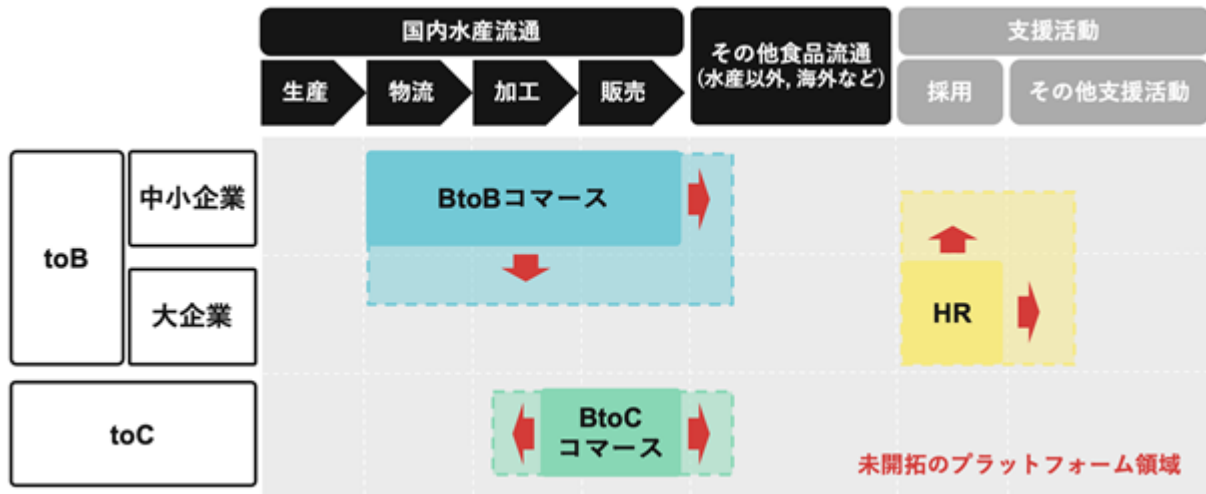 国内水産流通
その他食品流通
(水産以外, 海外など)
支援活動
生産
物流
加工
販売
採用
その他支援活動
toB
中小企業
大企業
toC
BtoBコマース
HR
BtoC
コマース
未開拓のプラットフォーム領域